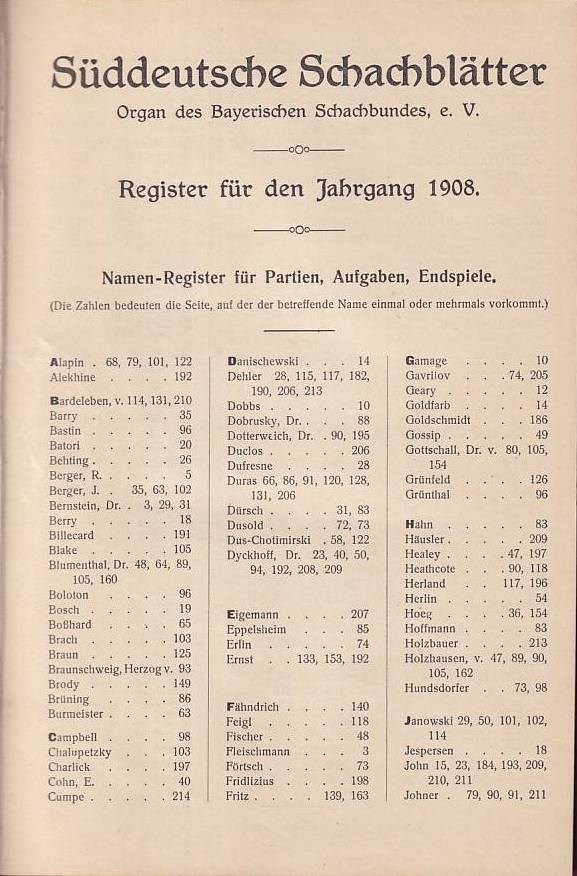 Süddeutsche Schachblätter
Organ des Bayerischen Schachbundes, e. V.
Register für den Jahrgang 1908.
Namen-Register für Partien, Aufgaben, Endspiele.
(Die Zahlen bedeuten die Seite, auf der der betreffende Name einmal oder mehrmals vorkommt.)
Alapin . 68, 79, 101, 122
Alekhine . . . . 192
Bardeleben, v. 114, 131, 210
Barry . . . . . 35
Bastin . . . . . 96
Batori . . . . . 20
Behting . . . . . 26
Berger, R. . . . . 5
Berger, J. . 35, 63, 102
Bernstein, Dr. . 3, 29, 31
Berry . . . . . 18
Billecard . . . . 191
Blake . . . . . 105
Blumenthal, Dr. 48, 64, 89,
105, 160
Boloton . . . . 96
Bosch . . . . . 19
Boßhard . . . . 65
Brach . . . . . 103
Braun . . . . . 125
Braunschweig, Herzog v. 93
Brody . . . . . 149
Brüning . . . . 86
Burmeister . . . . 63
Campbell . . . . 98
Chalupetzky . . . 103
Charlick . . . . 197
Cohn, E. . . . . 40
Cumpe . . . . . 214
Danischewski . . . 14
Dehler 28, 115, 117, 182,
190, 206, 213
Dobbs . . . . . 10
Dobrusky, Dr. . . . 88
Dotterweich, Dr. . 90, 195
Duclos . . . . . 206
Dufresne . . . . 28
Duras 66, 86, 91, 120, 128,
131, 206
Dürsch . . . . 31, 83
Dusold . . . . 72, 73
Dus-Chotimirski . 58, 122
Dyckhoff, Dr. 23, 40, 50,
94, 192, 208, 209
Eigemann . . . . 207
Eppelsheim . . . 85
Erlin . . . . . 74
Ernst . . 133, 153, 192
Fähndrich . . . . 140
Feigl . . . . . 118
Fischer . . . . . 48
Fleischmann . . . 3
Förtsch . . . . . 73
Fridlizius . . . . 198
Fritz . . . . 139, 163
Gamage . . . . 10
Gavrilov . . . 74, 205
Geary . . . . . 12
Goldfarb . . . . 14
Goldschmidt . . . 186
Gossip . . . . . 49
Gottschall, Dr. v. 80, 105,
154
Grünfeld . . . . 126
Grünthal . . . . 96
Hahn . . . . . 83
Häusler . . . . . 209
Healey . . . . 47, 197
Heathcote . . . 90, 118
Herland . . 117, 196
Herlin . . . . . 54
Hoeg . . . . 36, 154
Hoffmann . . . . 83
Holzbauer . . . . 213
Holzhausen, v. 47, 89, 90,
105, 162
Hundsdorfer . . 73, 98
Janowski 29, 50, 101, 102,
114
Jespersen . . . . 18
John 15, 23, 184, 193, 209,
210, 211
Johner . 79, 90, 91, 211